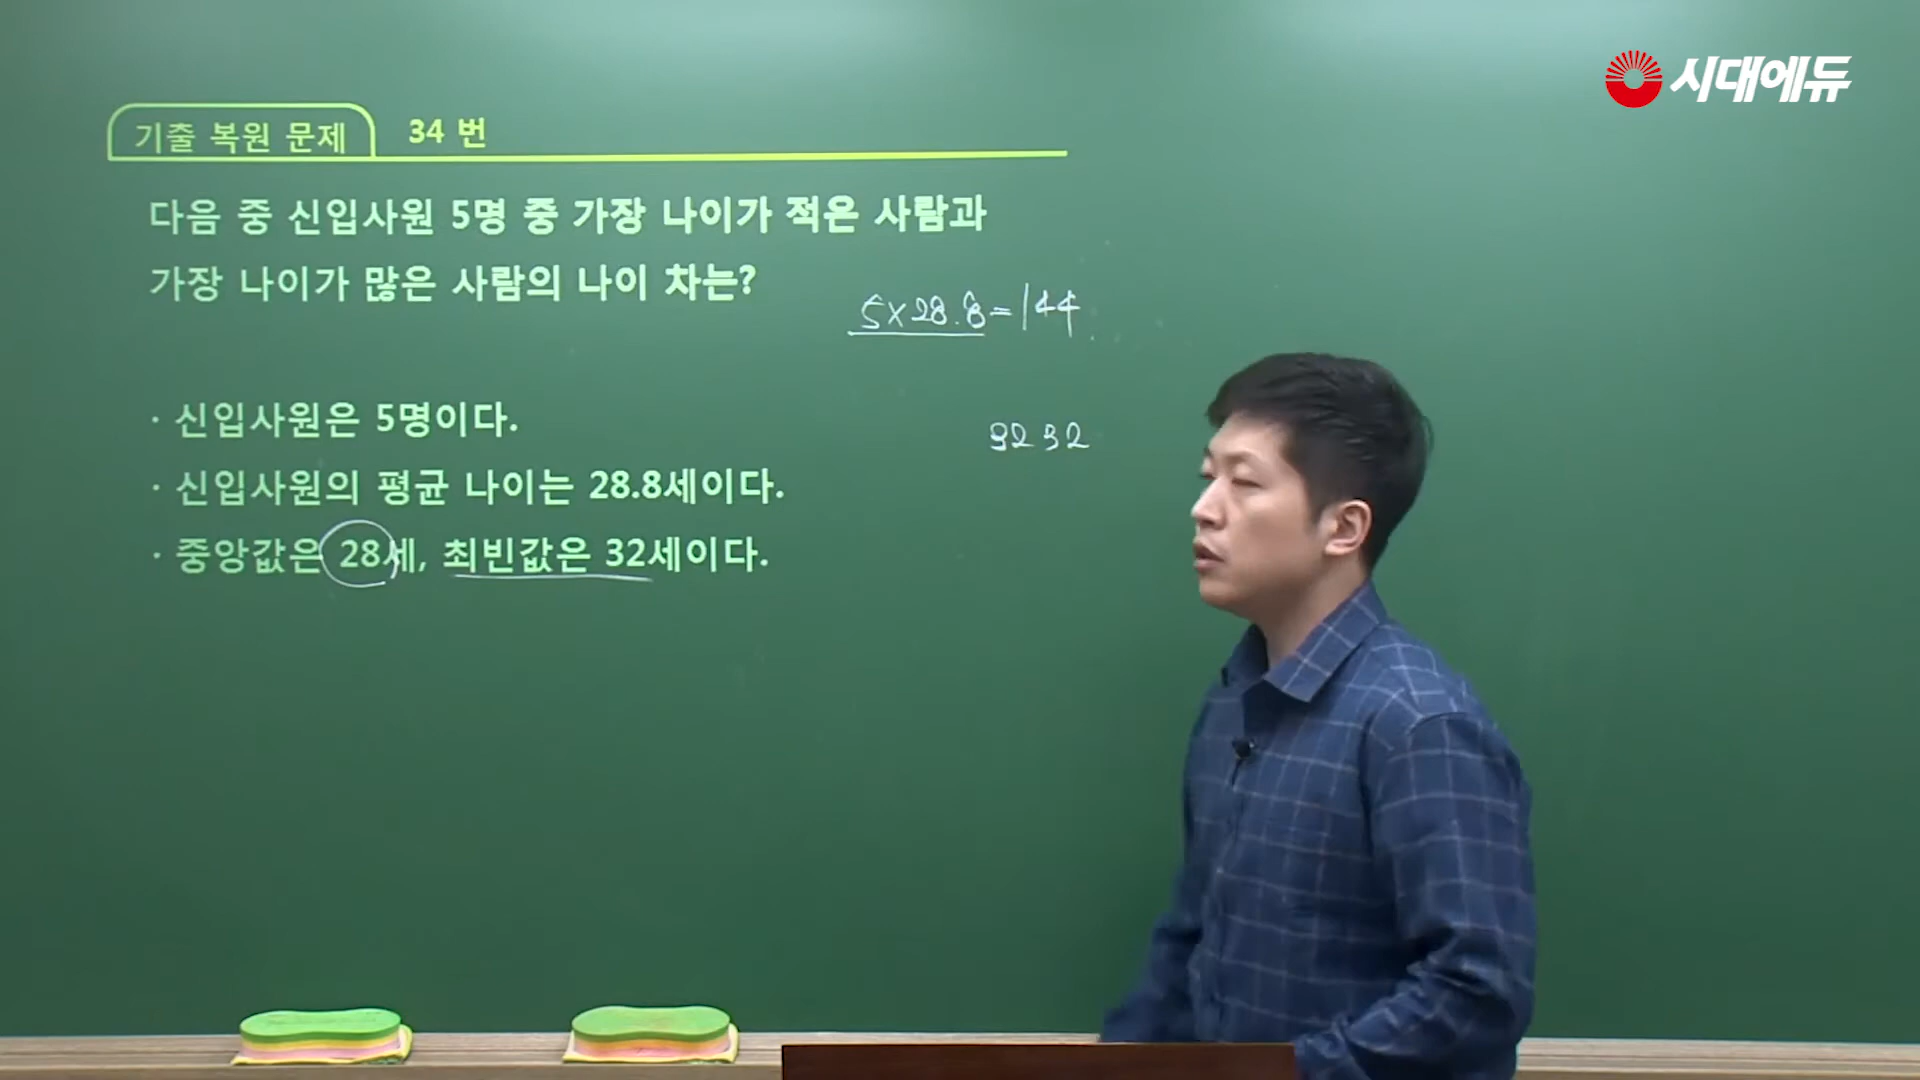 시대에듀
기출 복원 문제 34 번
다음 중 신입사원 5명 중 가장 나이가 적은 사람과
가장 나이가 많은 사람의 나이 차는?
5×28.8=144
32 32
· 신입사원은 5명이다.
· 신입사원의 평균 나이는 28.8세이다.
· 중앙값은 28세, 최빈값은 32세이다.